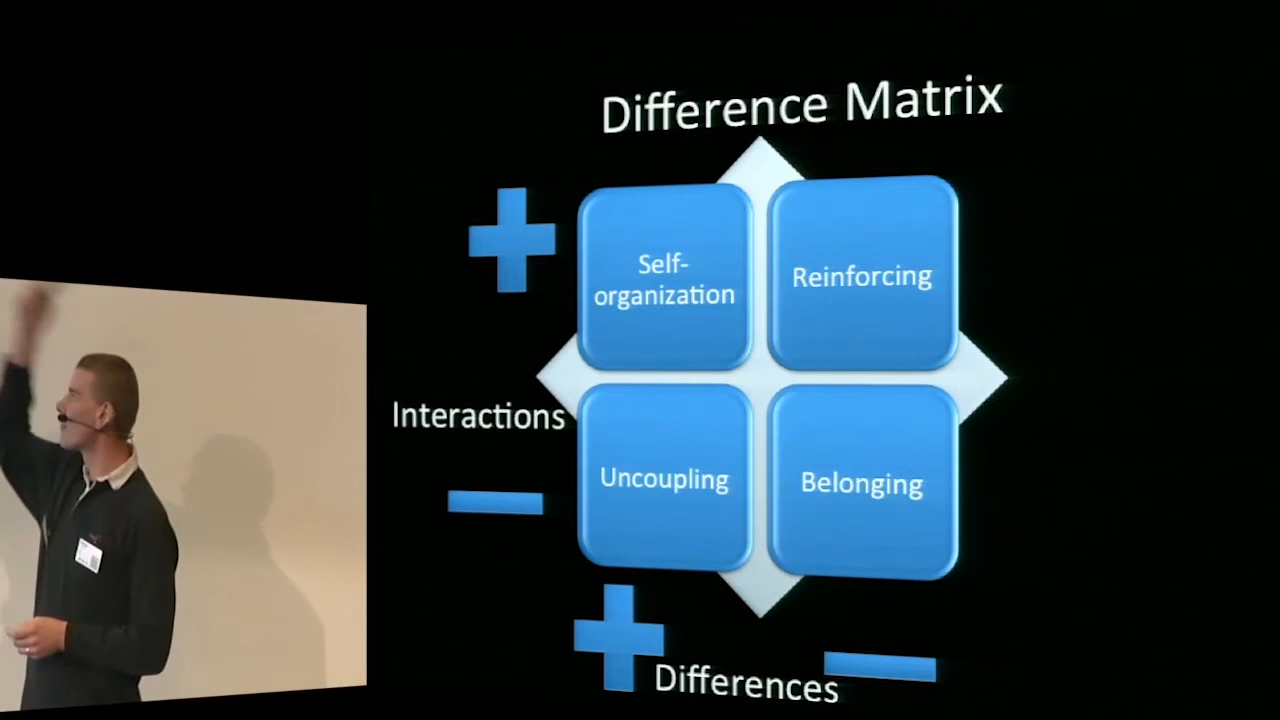 Difference Matrix
Self-
organization
Reinforcing
Interactions
Uncoupling
Belonging
Differences